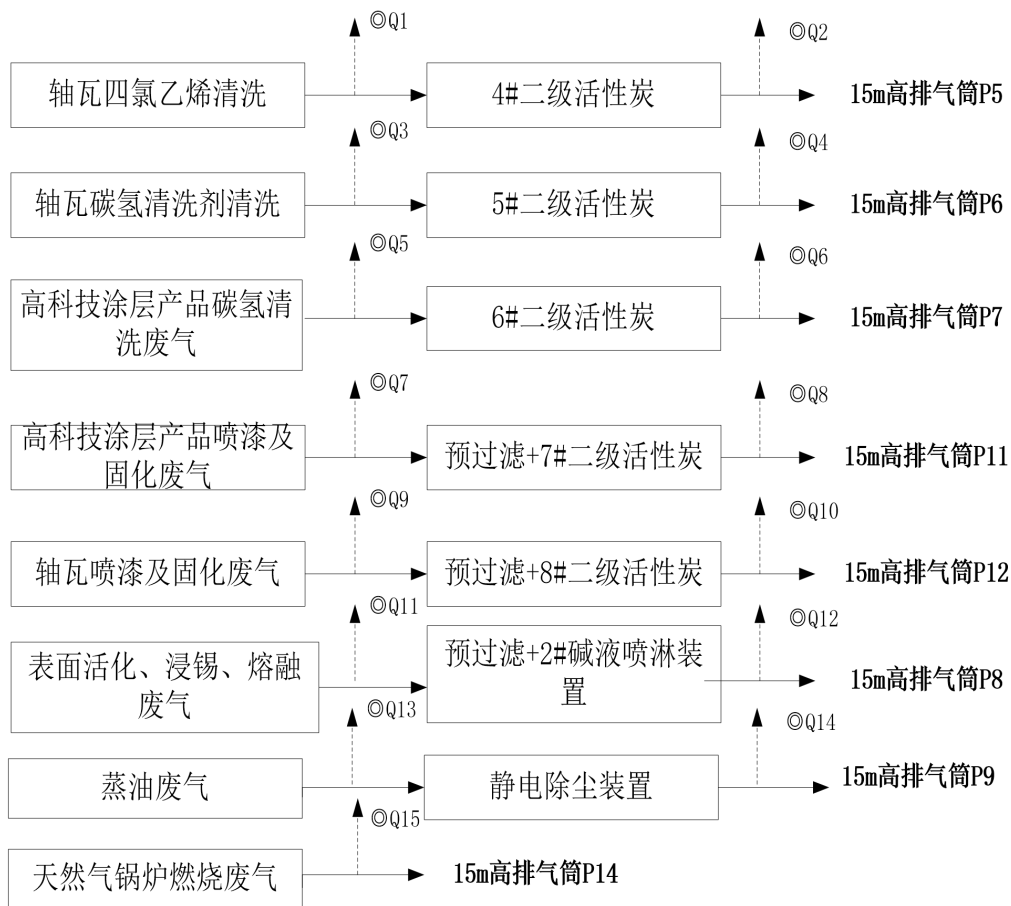 ◎Q1
◎Q2
轴瓦四氯乙烯清洗
4#二级活性炭
15m高排气筒P5
◎Q3
◎Q4
轴瓦碳氢清洗剂清洗
5#二级活性炭
15m高排气筒P6
◎Q5
◎Q6
高科技涂层产品碳氢清
洗废气
6#二级活性炭
15m高排气筒P7
◎Q7
◎Q8
高科技涂层产品喷漆及
固化废气
预过滤+7#二级活性炭
15m高排气筒P11
◎Q9
◎Q10
轴瓦喷漆及固化废气
预过滤+8#二级活性炭
15m高排气筒P12
◎Q11
◎Q12
表面活化、浸锡、熔融
废气
预过滤+2#碱液喷淋装
置
15m高排气筒P8
◎Q13
◎Q14
蒸油废气
静电除尘装置
15m高排气筒P9
◎Q15
天然气锅炉燃烧废气
15m高排气筒P14